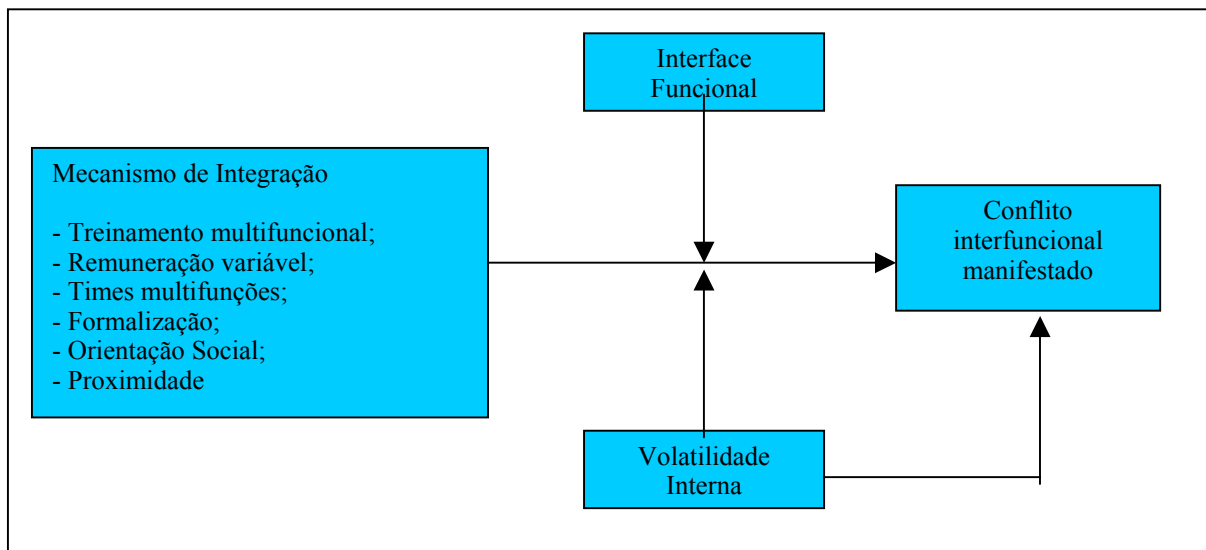 Interface
Funcional
Mecanismo de Integração
- Treinamento multifuncional;
- Remuneração variável;
- Times multifunções;
- Formalização;
- Orientação Social;
- Proximidade
Conflito
interfuncional
manifestado
Volatilidade
Interna